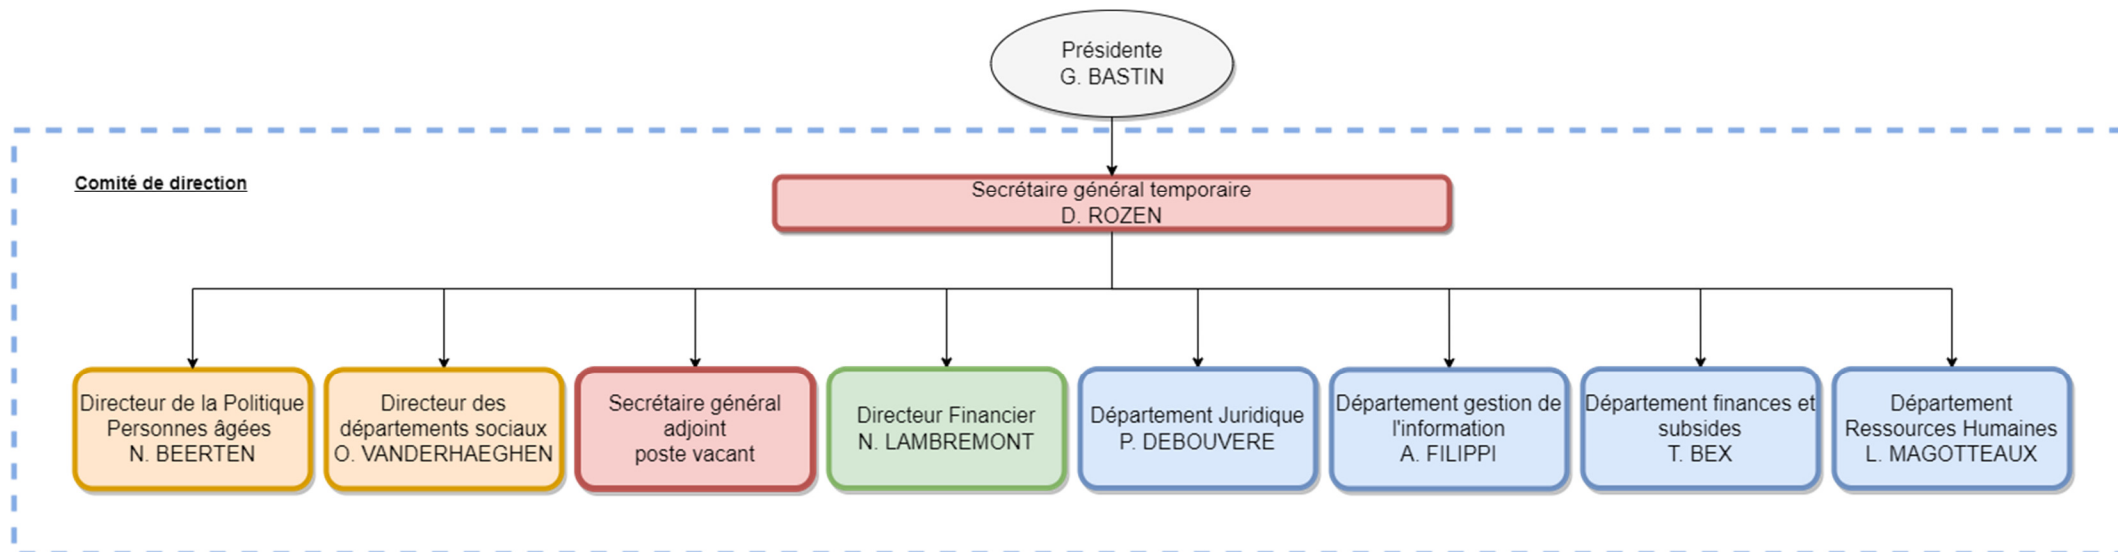 Présidente
G. BASTIN
Comité de direction
Secrétaire général temporaire
D. ROZEN
Directeur de la Politique
Personnes âgées
N. BEERTEN
Directeur des
départements sociaux
O. VANDERHAEGHEN
Secrétaire général
adjoint
poste vacant
Directeur Financier
N. LAMBREMONT
Département Juridique
P. DEBOUVERE
Département gestion de
l'information
A. FILIPPI
Département finances et
subsides
T. BEX
Département
Ressources Humaines
L. MAGOTTEAUX